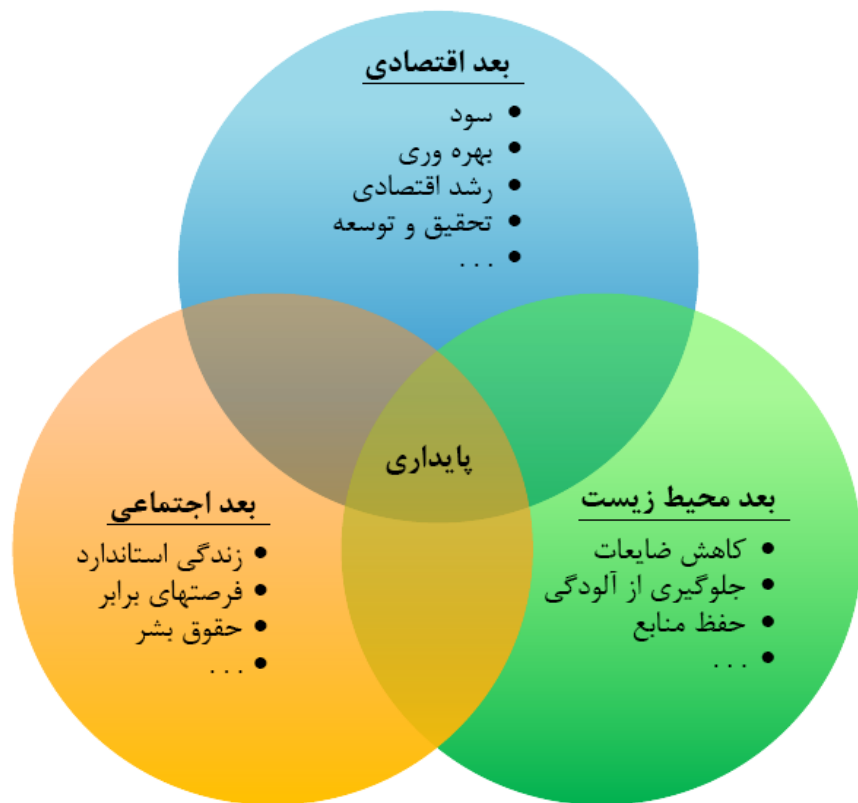 بعد اقتصادی
• سود
• بهره وری
• رشد اقتصادی
• تحقیق و توسعه
• . . .
پایداری
بعد محیط زیست
• کاهش ضایعات
• جلوگیری از آلودگی
• حفظ منابع
• . . .
بعد اجتماعی
• زندگی استاندارد
• فرصتهای برابر
• حقوق بشر
• . . .